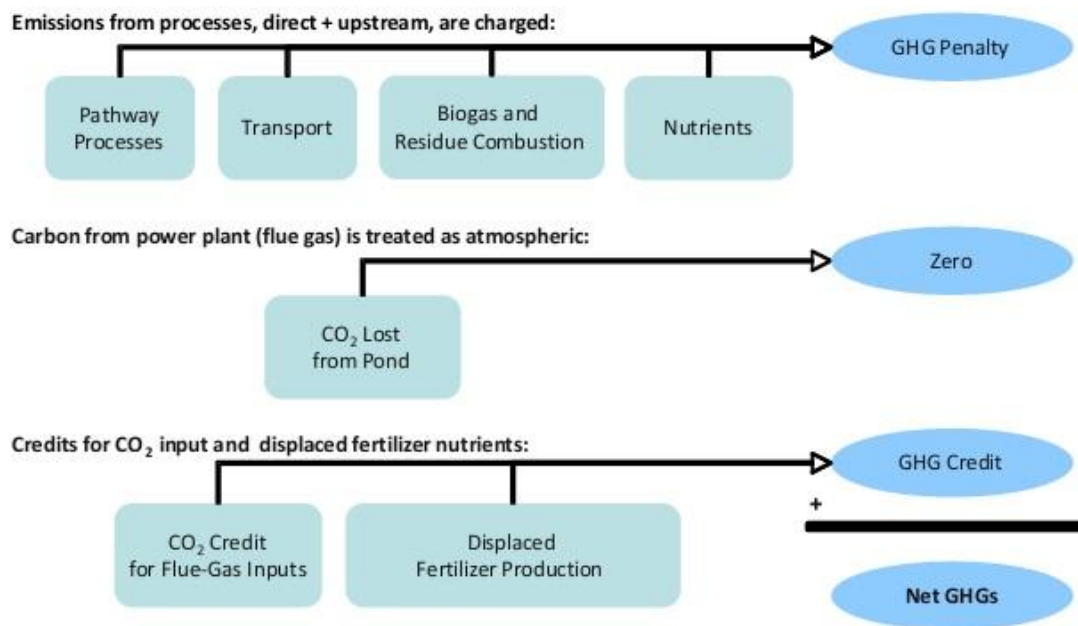 Emissions from processes, direct + upstream, are charged:
GHG Penalty
Pathway
Processes
Transport
Biogas and
Residue Combustion
Nutrients
Carbon from power plant (flue gas) is treated as atmospheric:
Zero
CO₂ Lost
from Pond
Credits for CO₂ input and displaced fertilizer nutrients:
GHG Credit
+
CO₂ Credit
for Flue-Gas Inputs
Displaced
Fertilizer Production
Net GHGs